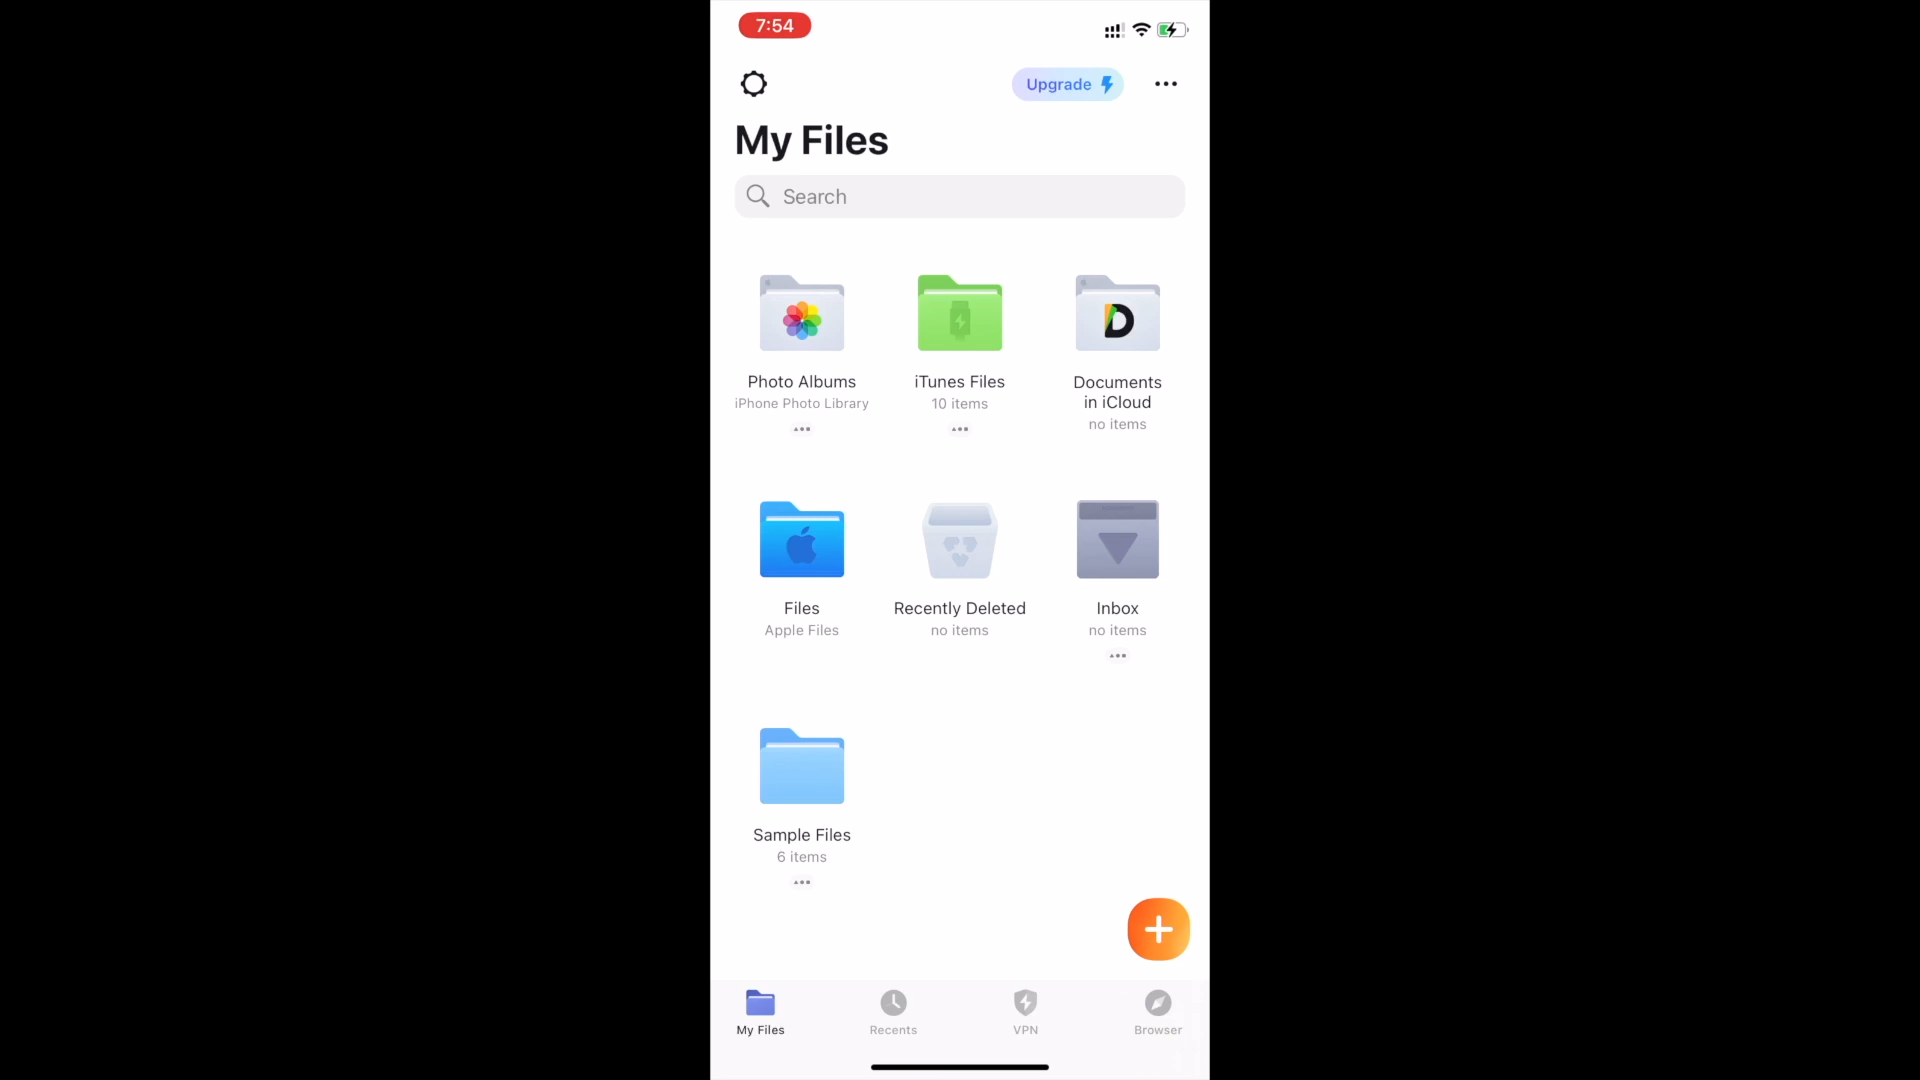 7:54
Upgrade
My Files
Search
Photo Albums
iPhone Photo Library
iTunes Files
10 items
Documents
in iCloud
no items
Files
Apple Files
Recently Deleted
no items
Inbox
no items
Sample Files
6 items
My Files
Recents
VPN
Browser